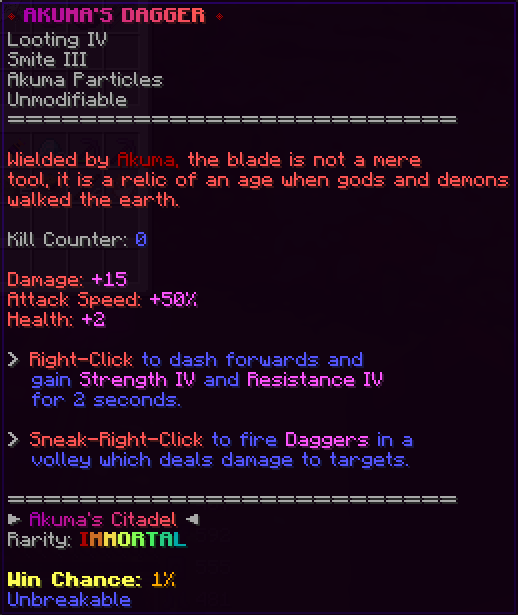 ♦ AKUMA'S DAGGER ♦
Looting IV
Smite III
Akuma Particles
Unmodifiable
============================
Wielded by Akuma, the blade is not a mere
tool, it is a relic of an age when gods and demons
walked the earth.
Kill Counter: 0
Damage: +15
Attack Speed: +50%
Health: +2
> Right-Click to dash forwards and
gain Strength IV and Resistance IV
for 2 seconds.
> Sneak-Right-Click to fire Daggers in a
volley which deals damage to targets.
============================
► Akuma's Citadel ◄
Rarity: IMMORTAL
Win Chance: 1%
Unbreakable